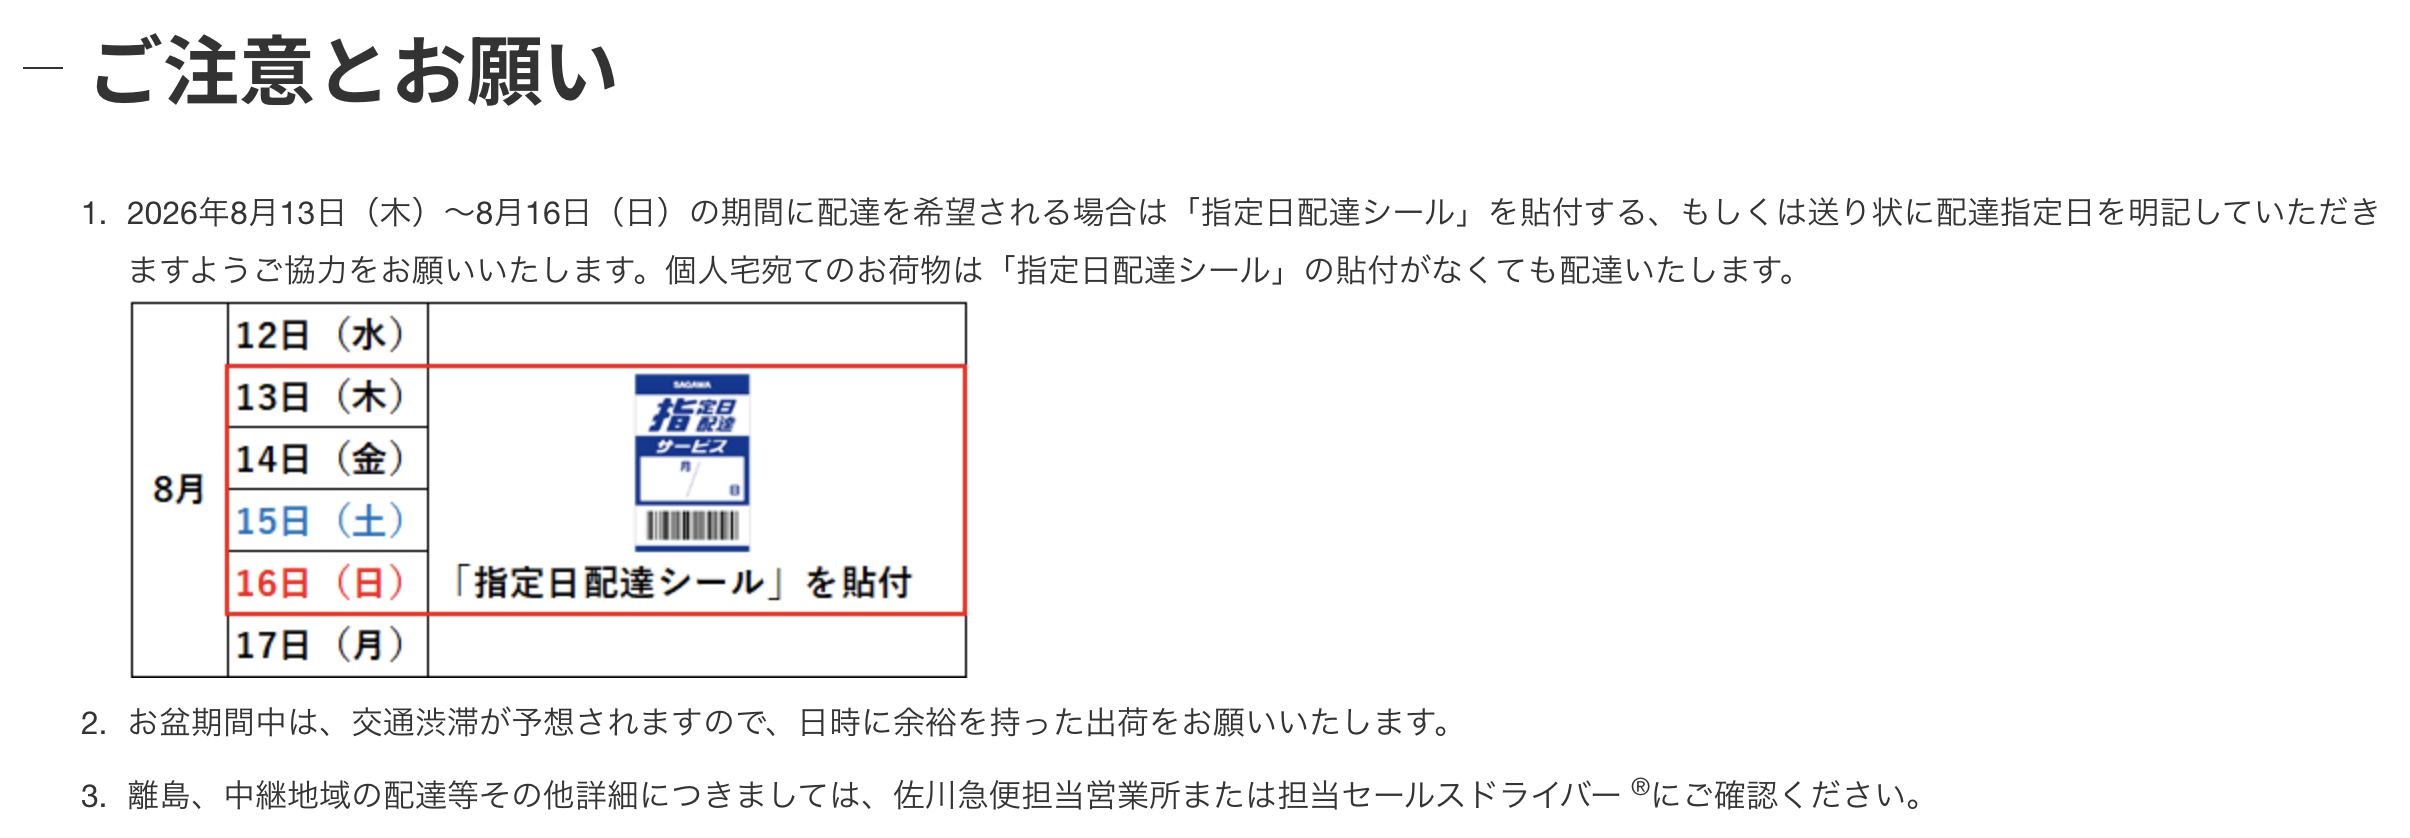 ご注意とお願い
1. 2026年8月13日（木）～8月16日（日）の期間に配達を希望される場合は「指定日配達シール」を貼付する、もしくは送り状に配達指定日を明記していただき
ますようご協力をお願いいたします。個人宅宛てのお荷物は「指定日配達シール」の貼付がなくても配達いたします。
8月
12日（水）
13日（木）
14日（金）
15日（土）
16日（日）
17日（月）
SAGAWA
指定日
配達
サービス
月/
日
「指定日配達シール」を貼付
2. お盆期間中は、交通渋滞が予想されますので、日時に余裕を持った出荷をお願いいたします。
3. 離島、中継地域の配達等その他詳細につきましては、佐川急便担当営業所または担当セールスドライバー ®にご確認ください。